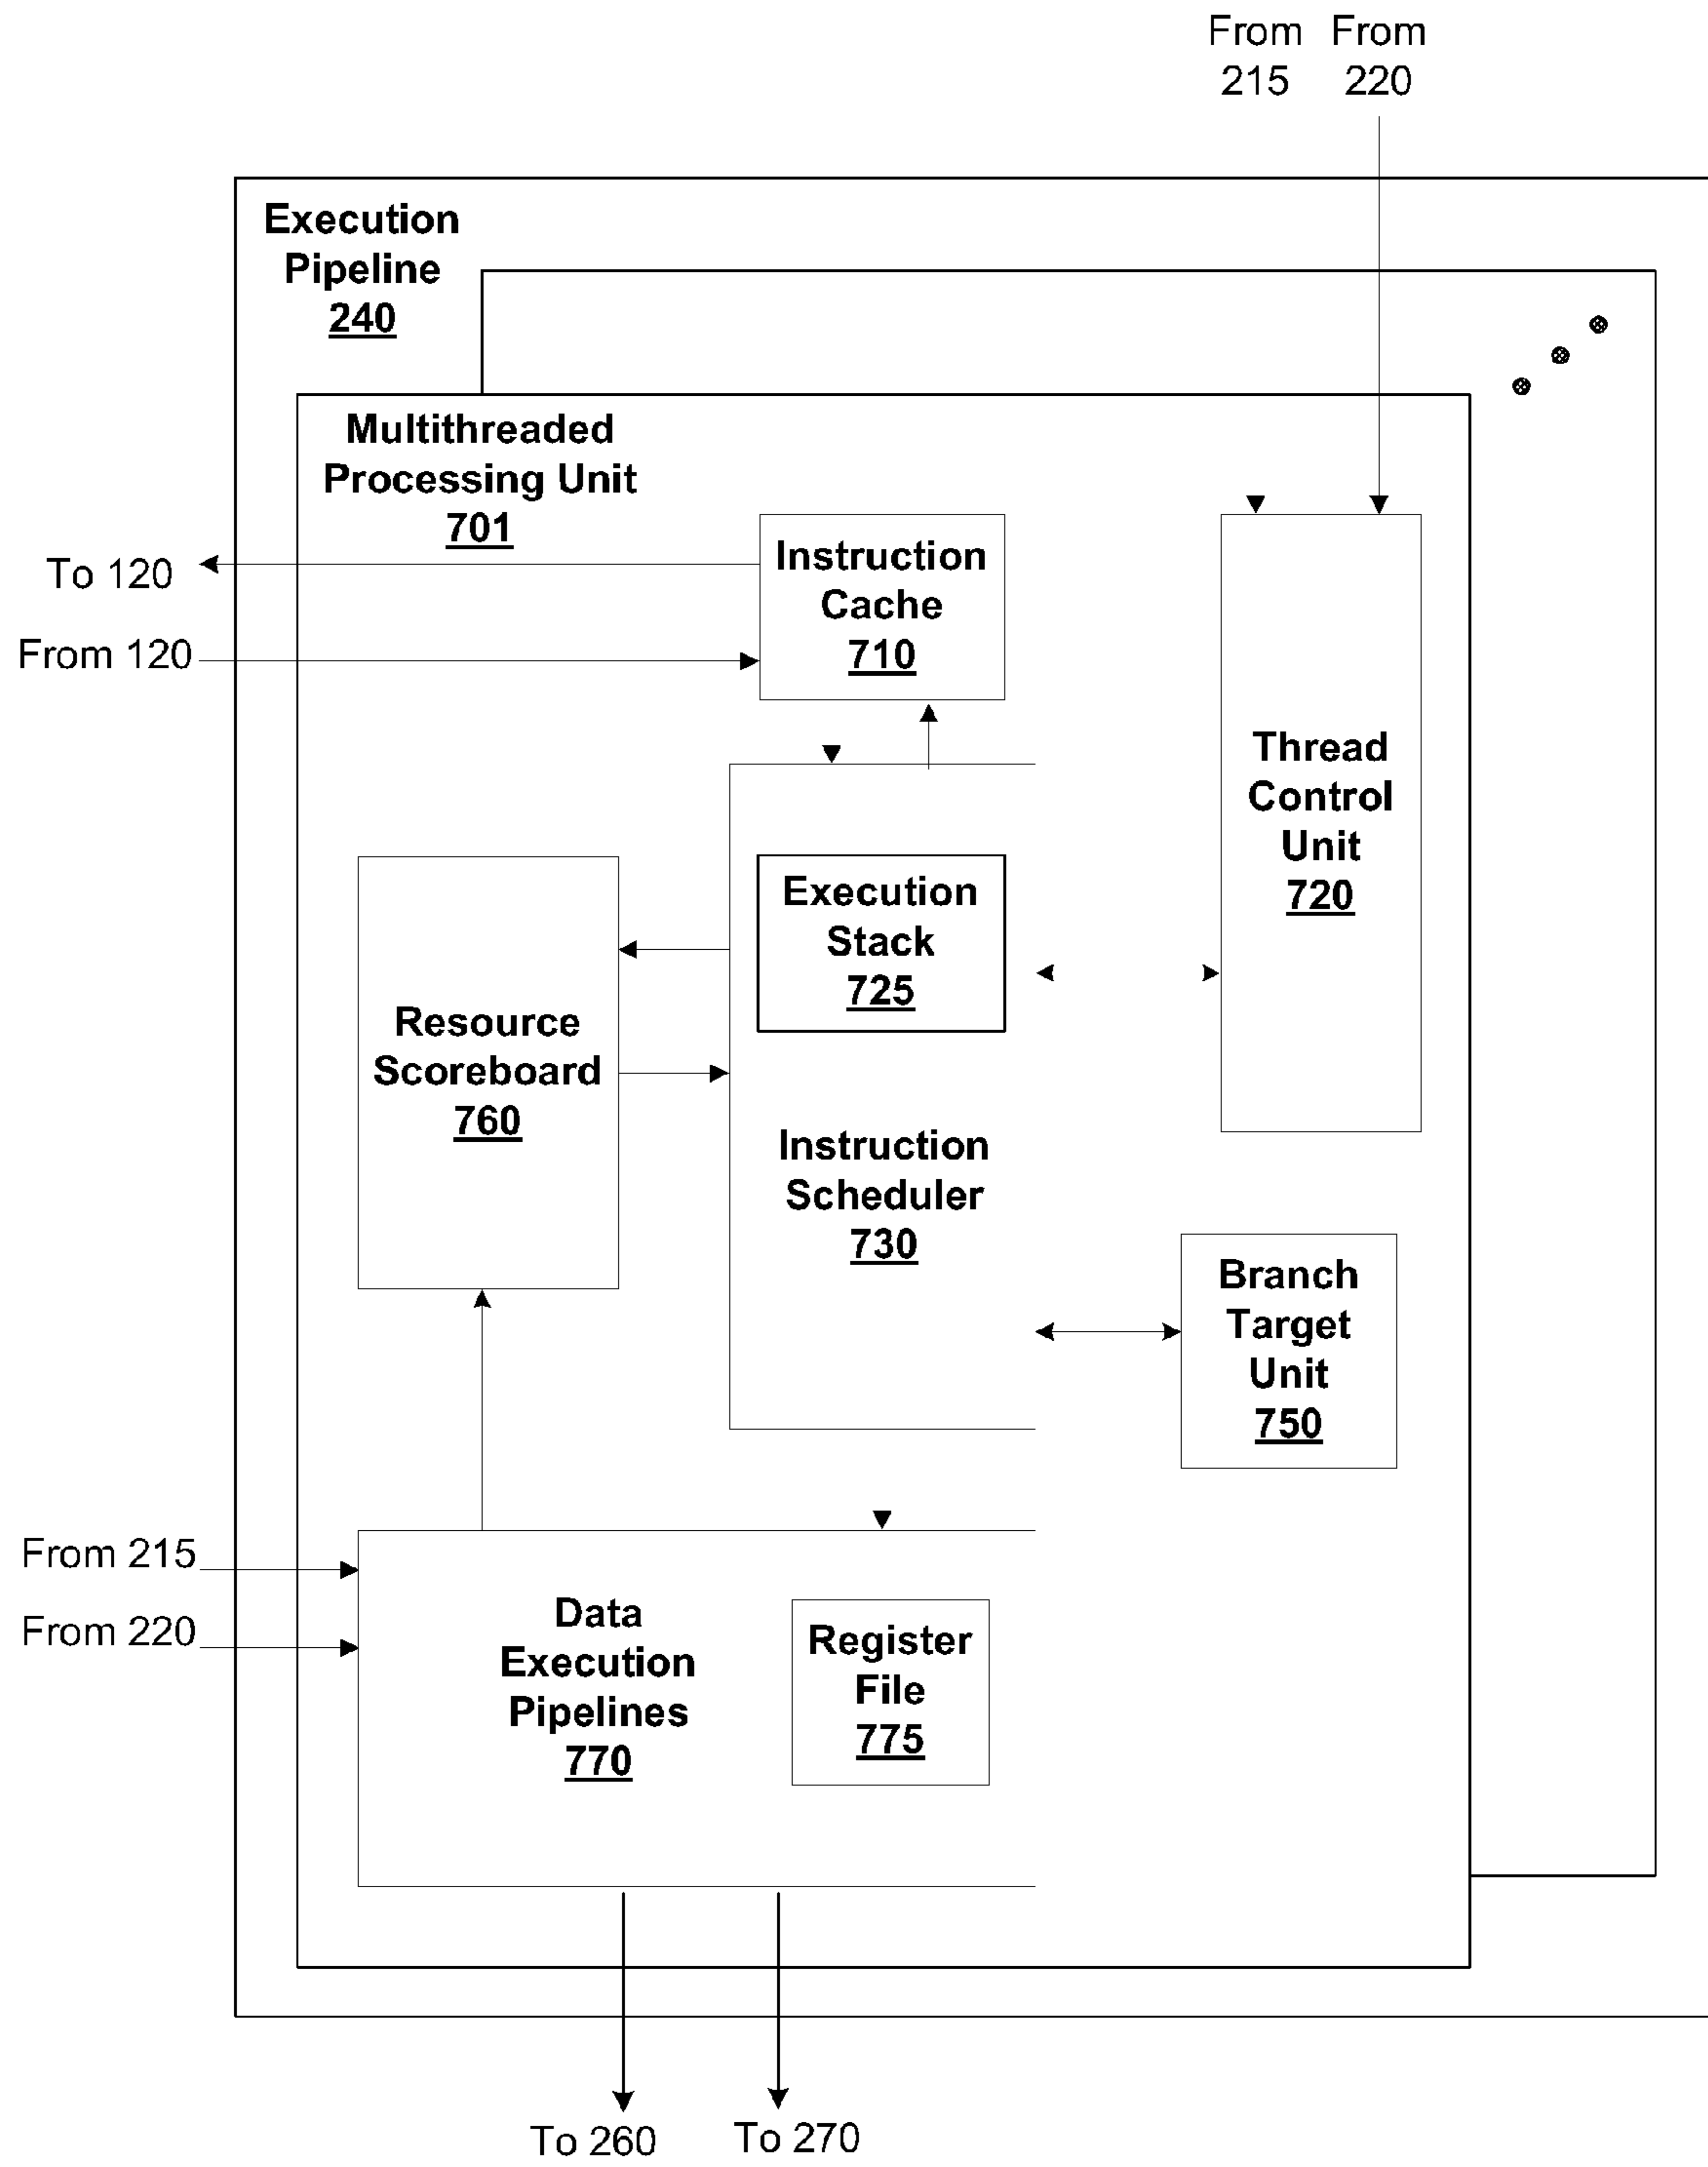 From From
215 220
Execution
Pipeline
240
Multithreaded
Processing Unit
701
To 120
From 120
Instruction
Cache
710
Thread
Control
Unit
720
Execution
Stack
725
Resource
Scoreboard
760
Instruction
Scheduler
730
Branch
Target
Unit
750
From 215
From 220
Data
Execution
Pipelines
770
Register
File
775
To 260
To 270